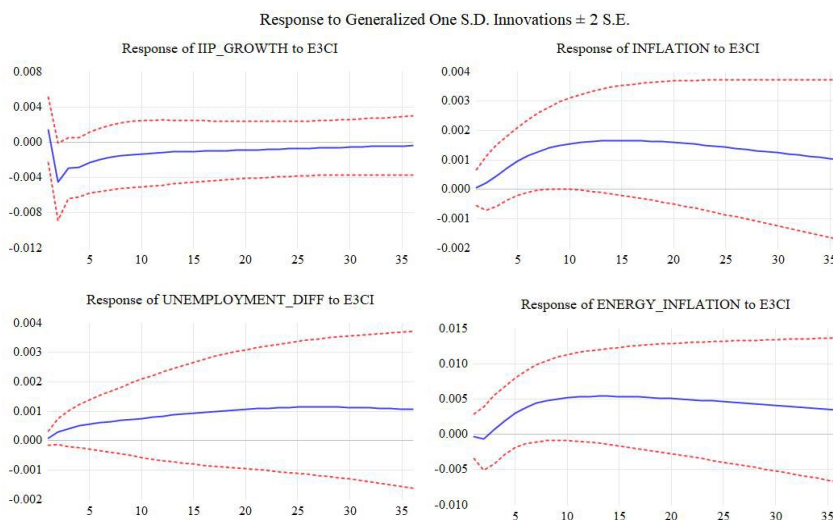 Response to Generalized One S.D. Innovations ± 2 S.E.
Response of IIP_GROWTH to E3CI
0.008
0.004
0.000
-0.004
-0.008
-0.012
5 10 15 20 25 30 35
Response of INFLATION to E3CI
0.004
0.003
0.002
0.001
0.000
-0.001
-0.002
5 10 15 20 25 30 35
Response of UNEMPLOYMENT_DIFF to E3CI
0.004
0.003
0.002
0.001
0.000
-0.001
-0.002
5 10 15 20 25 30 35
Response of ENERGY_INFLATION to E3CI
0.015
0.010
0.005
0.000
-0.005
-0.010
5 10 15 20 25 30 35